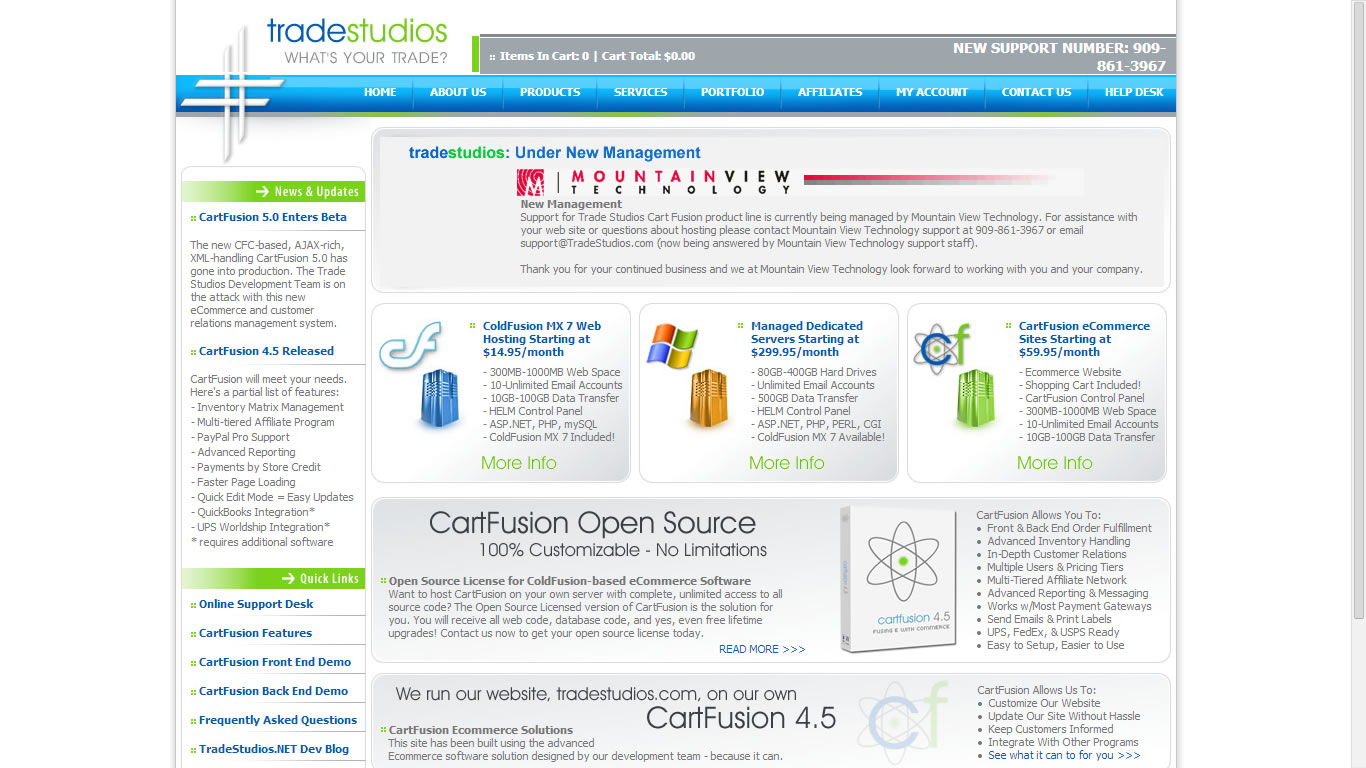 tradestudios
WHAT'S YOUR TRADE?
:: Items In Cart: 0 | Cart Total: $0.00
NEW SUPPORT NUMBER: 909-
861-3967
HOME
ABOUT US
PRODUCTS
SERVICES
PORTFOLIO
AFFILIATES
MY ACCOUNT
CONTACT US
HELP DESK
News & Updates
CartFusion 5.0 Enters Beta
The new CFC-based, AJAX-rich,
XML-handling CartFusion 5.0 has
gone into production. The Trade
Studios Development Team is on
the attack with this new
eCommerce and customer
relations management system.
CartFusion 4.5 Released
CartFusion will meet your needs.
Here's a partial list of features:
- Inventory Matrix Management
- Multi-tiered Affiliate Program
- PayPal Pro Support
- Advanced Reporting
- Payments by Store Credit
- Faster Page Loading
- Quick Edit Mode = Easy Updates
- QuickBooks Integration*
- UPS Worldship Integration*
* requires additional software
Quick Links
Online Support Desk
CartFusion Features
CartFusion Front End Demo
CartFusion Back End Demo
Frequently Asked Questions
TradeStudios.NET Dev Blog
tradestudios: Under New Management
MOUNTAINVIEW
TECHNOLOGY
New Management
Support for Trade Studios Cart Fusion product line is currently being managed by Mountain View Technology. For assistance with
your web site or questions about hosting please contact Mountain View Technology support at 909-861-3967 or email
support@TradeStudios.com (now being answered by Mountain View Technology support staff).
Thank you for your continued business and we at Mountain View Technology look forward to working with you and your company.
ColdFusion MX 7 Web
Hosting Starting at
$14.95/month
- 300MB-1000MB Web Space
- 10-Unlimited Email Accounts
- 10GB-100GB Data Transfer
- HELM Control Panel
- ASP.NET, PHP, mySQL
- ColdFusion MX 7 Included!
More Info
Managed Dedicated
Servers Starting at
$299.95/month
- 80GB-400GB Hard Drives
- Unlimited Email Accounts
- 500GB Data Transfer
- HELM Control Panel
- ASP.NET, PHP, PERL, CGI
- ColdFusion MX 7 Available!
More Info
CartFusion eCommerce
Sites Starting at
$59.95/month
- Ecommerce Website
- Shopping Cart Included!
- CartFusion Control Panel
- 300MB-1000MB Web Space
- 10-Unlimited Email Accounts
- 10GB-100GB Data Transfer
More Info
CartFusion Open Source
100% Customizable - No Limitations
Open Source License for ColdFusion-based eCommerce Software
Want to host CartFusion on your own server with complete, unlimited access to all
source code? The Open Source Licensed version of CartFusion is the solution for
you. You will receive all web code, database code, and yes, even free lifetime
upgrades! Contact us now to get your open source license today.
READ MORE >>>
cartfusion 4.5
FUSING E WITH COMMERCE
CartFusion Allows You To:
• Front & Back End Order Fulfillment
• Advanced Inventory Handling
• In-Depth Customer Relations
• Multiple Users & Pricing Tiers
• Multi-Tiered Affiliate Network
• Advanced Reporting & Messaging
• Works w/Most Payment Gateways
• Send Emails & Print Labels
• UPS, FedEx, & USPS Ready
• Easy to Setup, Easier to Use
We run our website, tradestudios.com, on our own
CartFusion 4.5
CartFusion Ecommerce Solutions
This site has been built using the advanced
Ecommerce software solution designed by our development team - because it can.
cf
CartFusion Allows Us To:
• Customize Our Website
• Update Our Site Without Hassle
• Keep Customers Informed
• Integrate With Other Programs
• See what it can to for you >>>